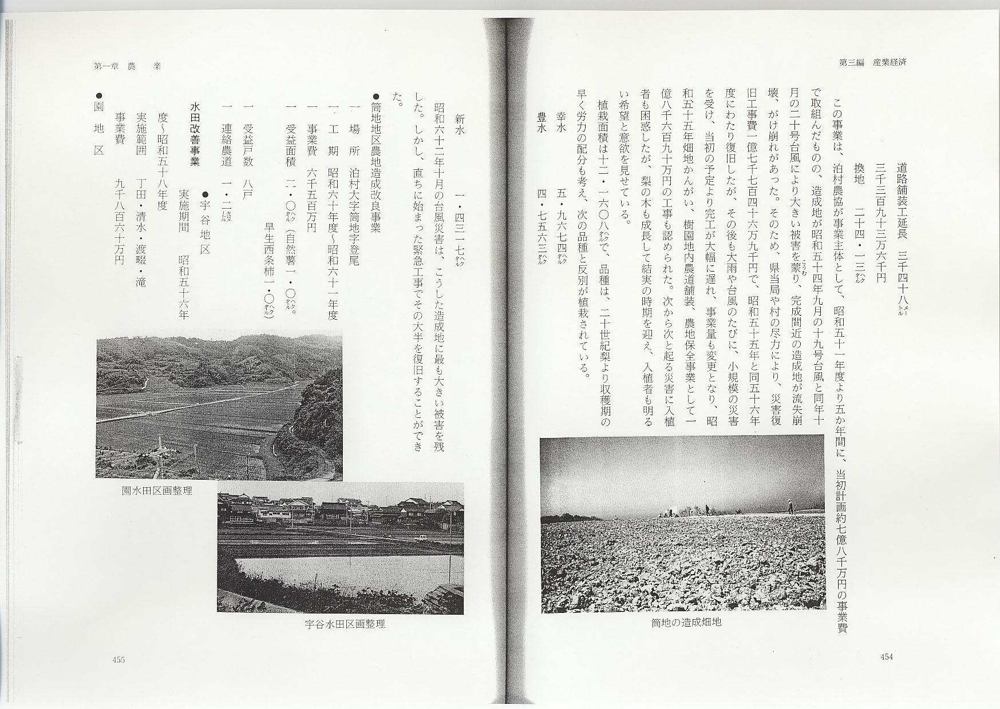 第三編　産業経済
道路舗装工延長　三千四十八メートル
三千三百九十三万六千円
換地　　二十四・一三ヘクタール
この事業は、泊村農協が事業主体として、昭和五十一年度より五か年間に、当初計画約七億八千万円の事業費
で取組んだものの、造成地が昭和五十四年九月の十九号台風と同年十
月の二十号台風により大きい被害を蒙り、完成間近の造成地が流失崩
こうむ
壊、がけ崩れがあった。そのため、県当局や村の尽力により、災害復
旧工事費一億七千七百四十六万九千円で、昭和五十五年と同五十六年
度にわたり復旧したが、その後も大雨や台風のたびに、小規模の災害
を受け、当初の予定より完工が大幅に遅れ、事業量も変更となり、昭
和五十五年畑地かんがい、樹園地内農道舗装、農地保全事業として一
億八千六百九十万円の工事も認められた。次から次と起る災害に入植
者も困惑したが、梨の木も成長して結実の時期を迎え、入植者も明る
い希望と意欲を見せている。
植栽面積は十二・一六〇八ヘクタールで、品種は、二十世紀梨より収穫期の
早く労力の配分も考え、次の品種と反別が植栽されている。
幸水　　　五・九六七四ヘクタール
豊水　　　四・七五六三ヘクタール
筒地の造成畑地
454
第一章　農　業
新水　　　一・四三一七ヘクタール
昭和六十二年十月の台風災害は、こうした造成地に最も大きい被害を残
した。しかし、直ちに始まった緊急工事でその大半を復旧することができ
た。
●筒地地区農地造成改良事業
一　場　所　泊村大字筒地字登尾
一　工　期　昭和六十年度〜昭和六十一年度
一　事業費　六千五百万円
一　受益面積　二・〇ヘクタール（自然薯一・〇ヘクタール。
早生西条柿一・〇ヘクタール）
一　受益戸数　八戸
一　連絡農道　一・二キロメートル
●宇谷地区
水田改善事業
実施期間　　昭和五十六年
度〜昭和五十八年度
実施範囲　丁田・清水・渡畷・滝
事業費　　　九千八百六十万円
●園　地　区
園水田区画整理
宇谷水田区画整理
455